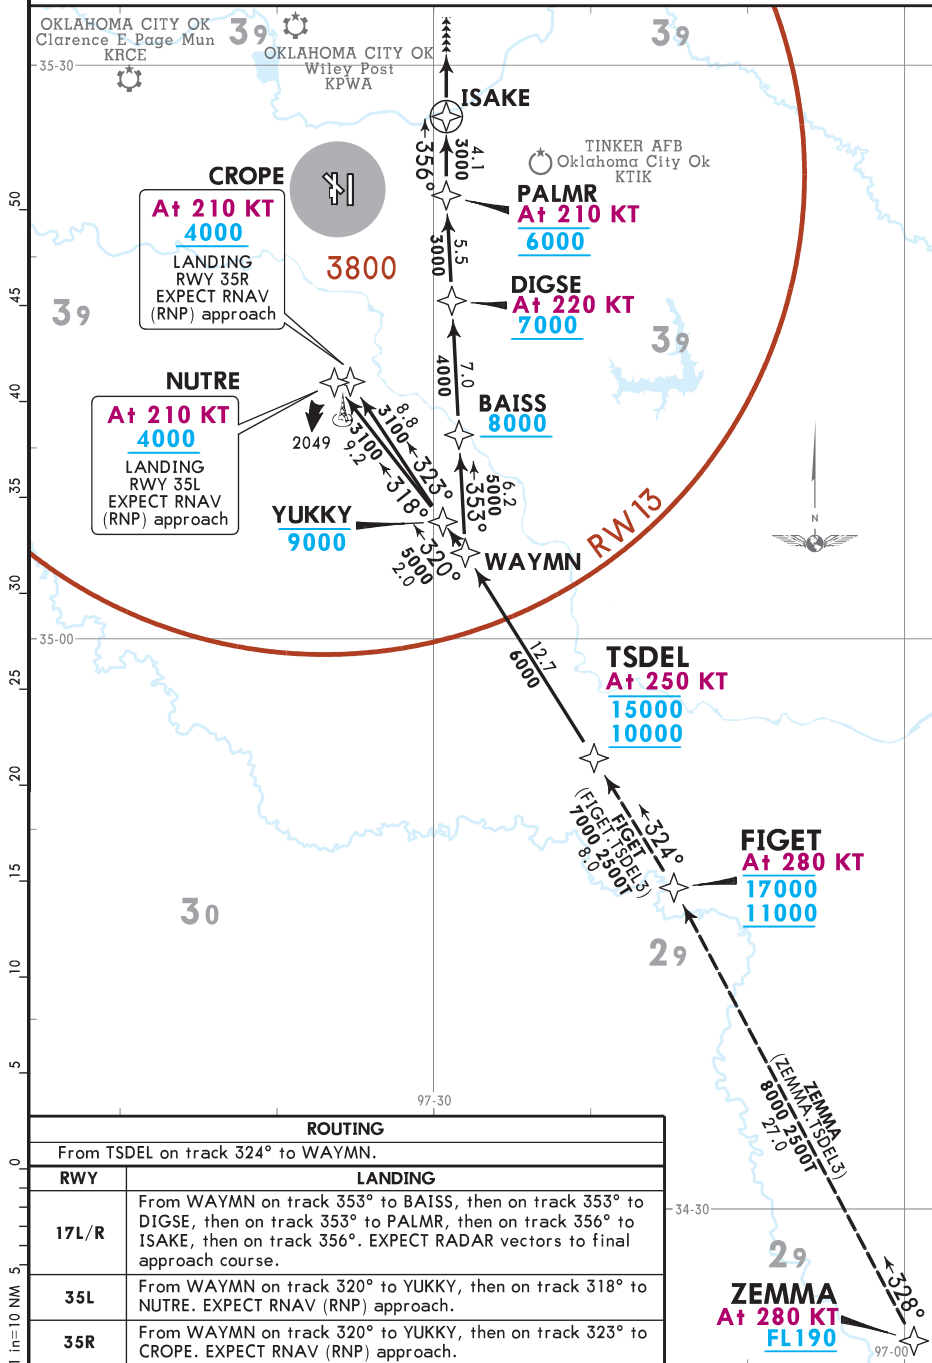 OKLAHOMA CITY OK
Clarence E Page Mun
KRCE
39
OKLAHOMA CITY OK
Wiley Post
KPWA
39
35-30
ISAKE
356°
3000
4.1
TINKER AFB
Oklahoma City Ok
KTIK
CROPE
At 210 KT
4000
LANDING
RWY 35R
EXPECT RNAV
(RNP) approach
PALMR
At 210 KT
6000
3800
3000
5.5
DIGSE
At 220 KT
7000
39
39
4000
7.0
NUTRE
At 210 KT
4000
LANDING
RWY 35L
EXPECT RNAV
(RNP) approach
2049
8.8
3100
323°
3100
9.2
318°
BAISS
8000
6.2
5000
353°
YUKKY
9000
320°
5000
2.0
WAYMN
RW13
N
35-00
12.7
6000
TSDEL
At 250 KT
15000
10000
324°
FIGET
(FIGET.TSDEL3)
7000 2500T
8.0
FIGET
At 280 KT
17000
11000
30
29
ZEMMA
(ZEMMA.TSDEL3)
8000 2500T
27.0
97-30
34-30
29
328°
ZEMMA
At 280 KT
FL190
97-00
50
45
40
35
30
25
20
15
10
5
0
5
1 in=10 NM
ROUTING
From TSDEL on track 324° to WAYMN.
RWY LANDING
17L/R
From WAYMN on track 353° to BAISS, then on track 353° to
DIGSE, then on track 353° to PALMR, then on track 356° to
ISAKE, then on track 356°. EXPECT RADAR vectors to final
approach course.
35L
From WAYMN on track 320° to YUKKY, then on track 318° to
NUTRE. EXPECT RNAV (RNP) approach.
35R
From WAYMN on track 320° to YUKKY, then on track 323° to
CROPE. EXPECT RNAV (RNP) approach.